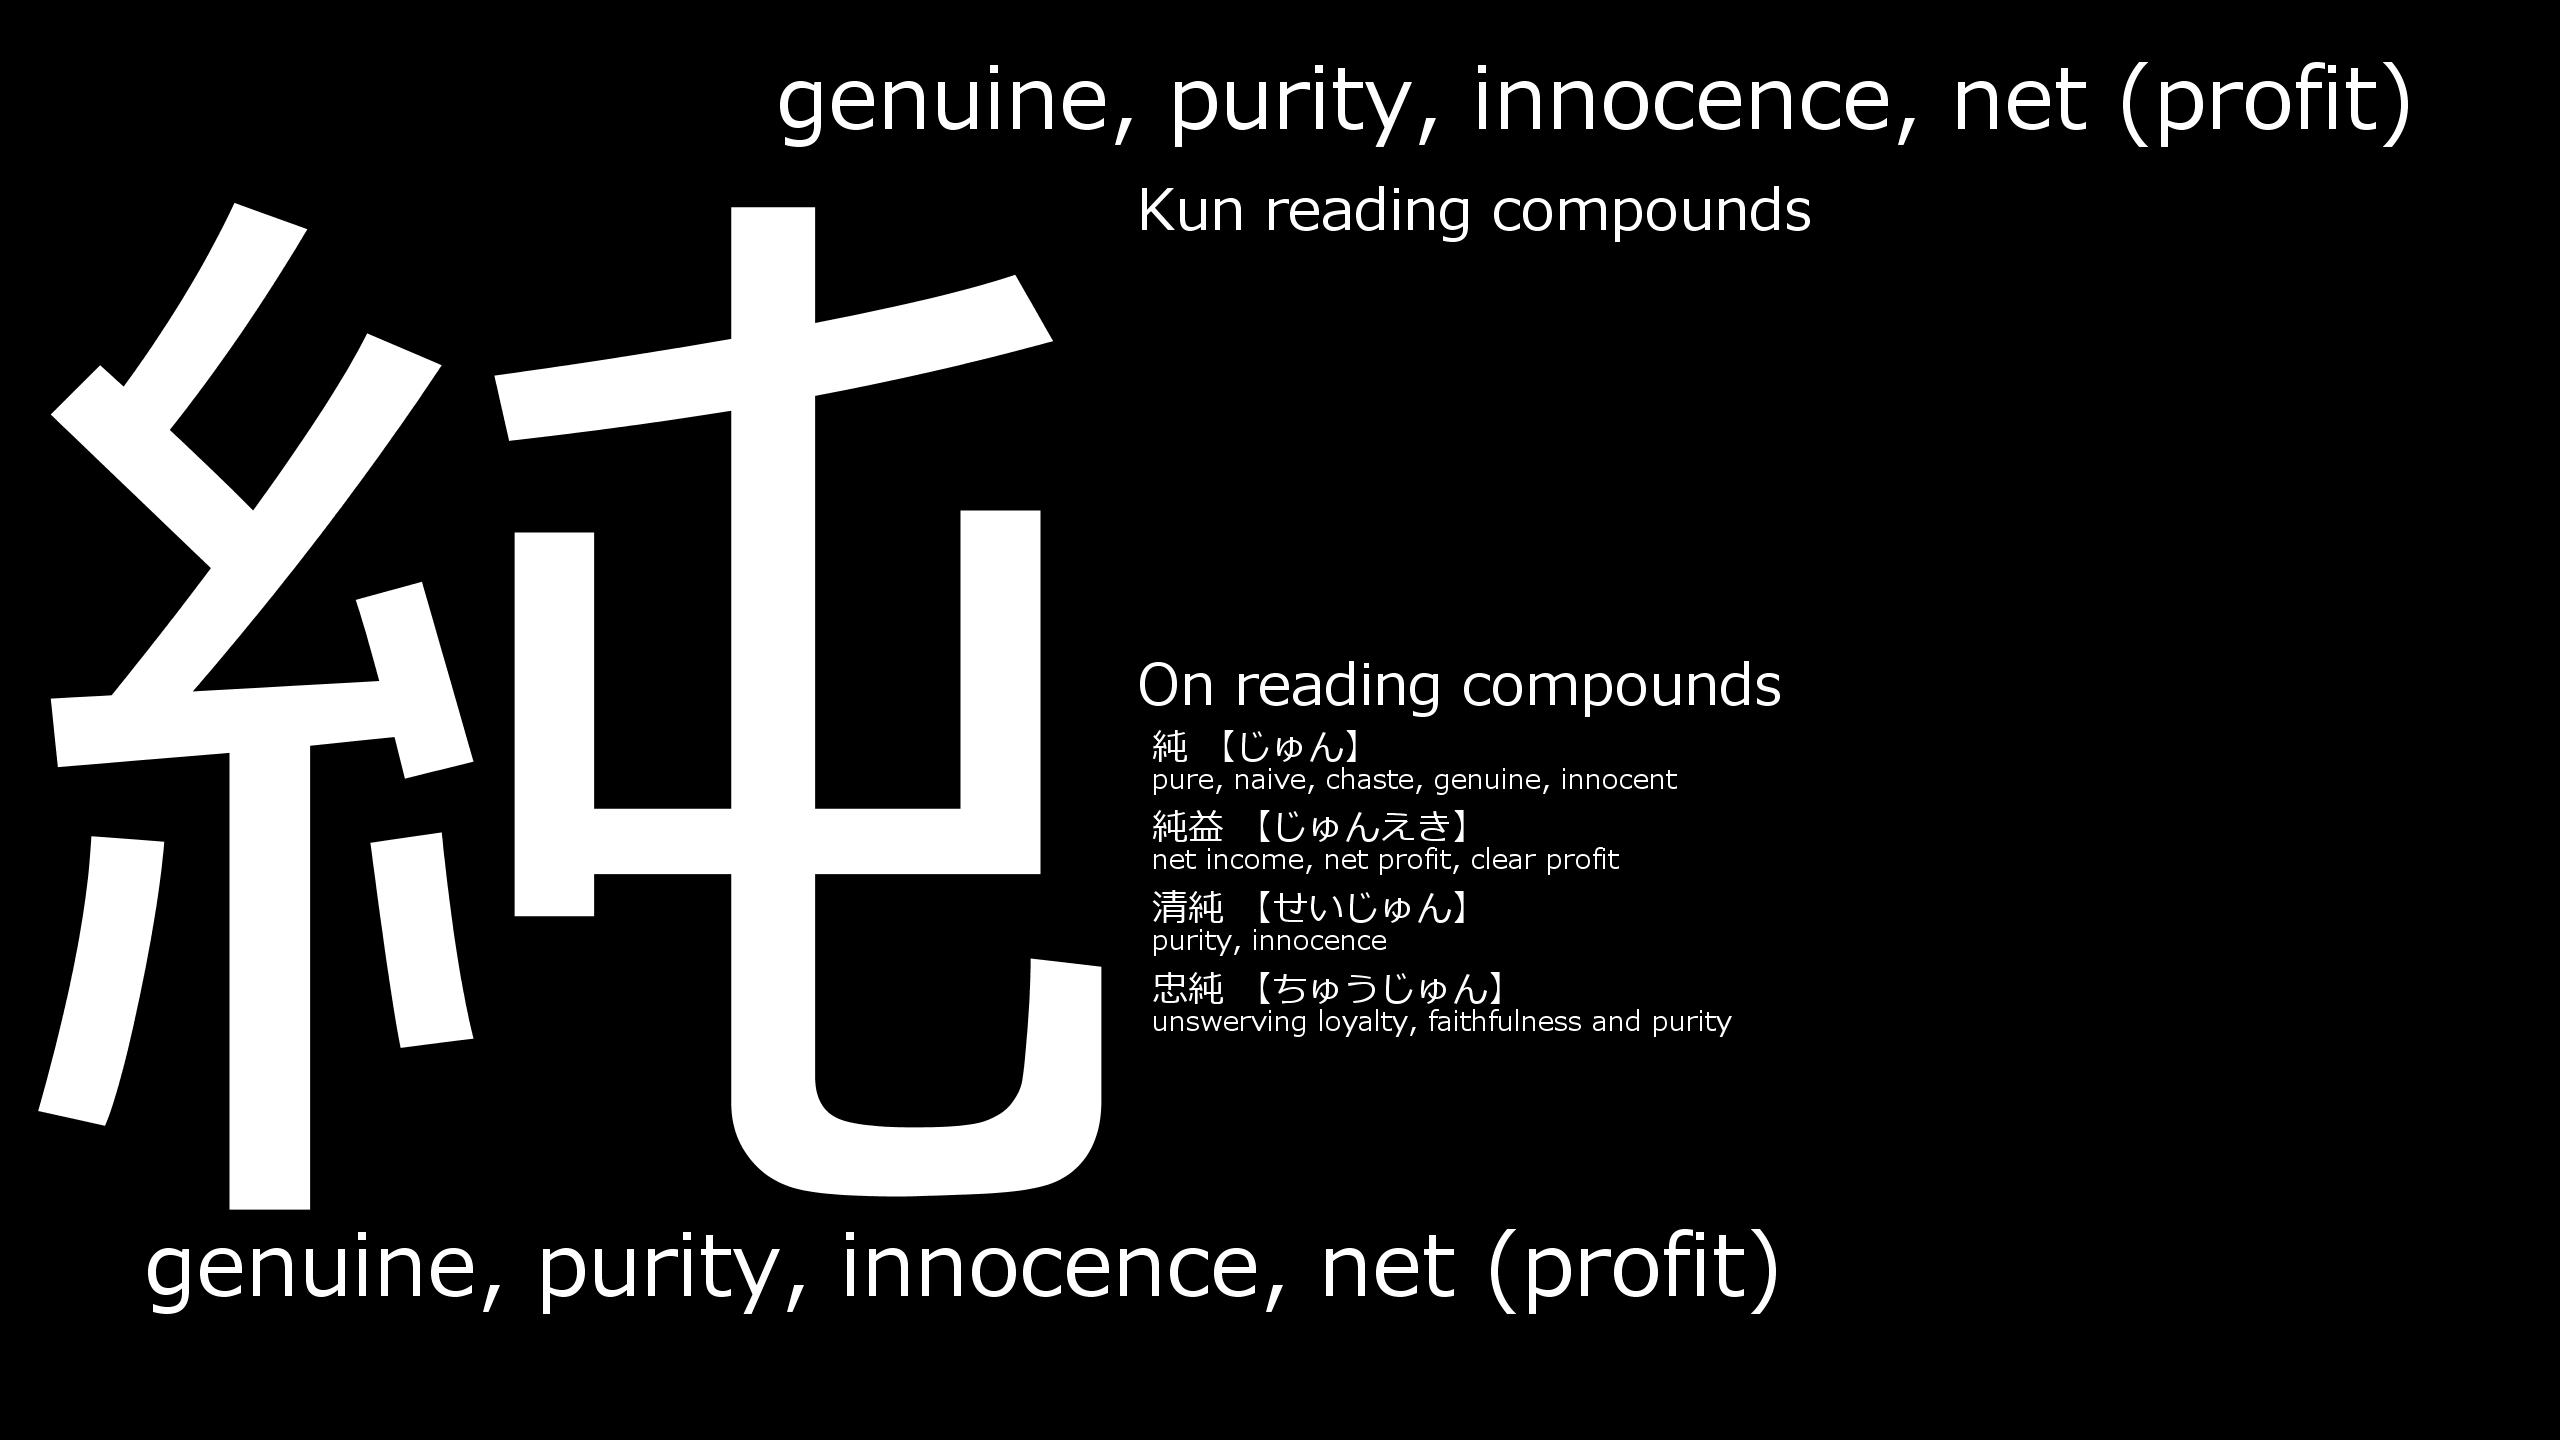 genuine, purity, innocence, net (profit)
純
Kun reading compounds
On reading compounds
純 【じゅん】
pure, naive, chaste, genuine, innocent
純益 【じゅんえき】
net income, net profit, clear profit
清純 【せいじゅん】
purity, innocence
忠純 【ちゅうじゅん】
unswerving loyalty, faithfulness and purity
genuine, purity, innocence, net (profit)